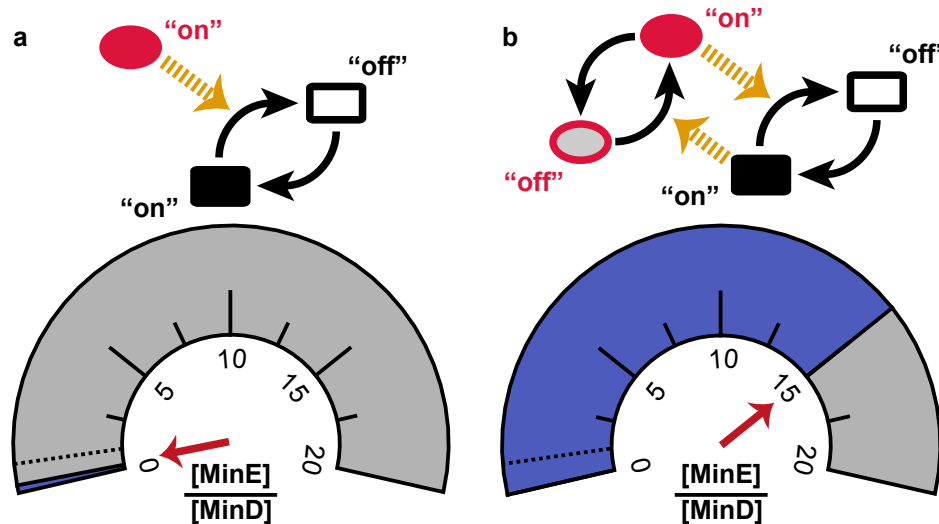 a
“on”
“off”
“on”
0
5
10
15
20
[MinE]
[MinD]
b
“on”
“off”
“off”
“on”
0
5
10
15
20
[MinE]
[MinD]